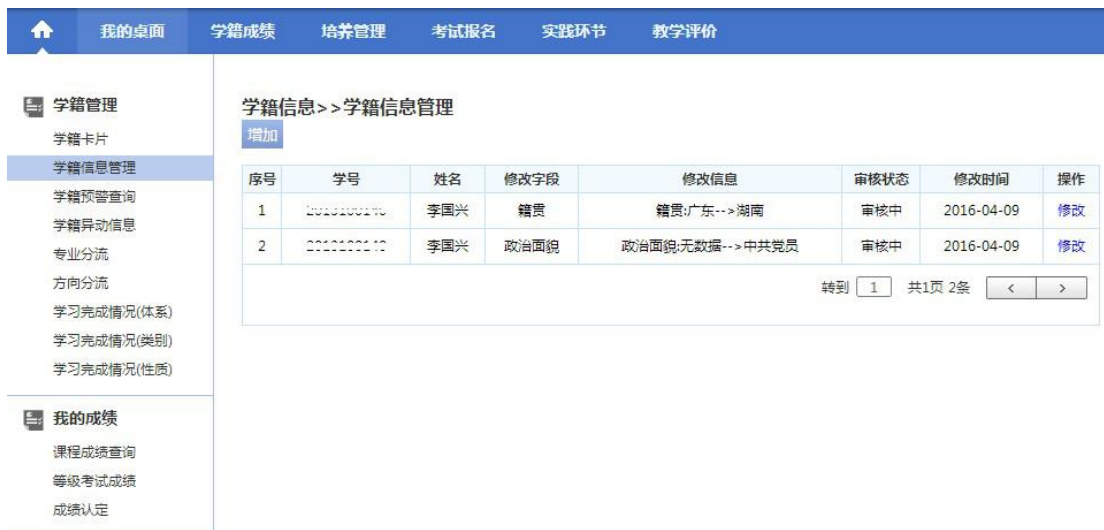 我的桌面 学籍成绩 培养管理 考试报名 实践环节 教学评价
学籍管理
学籍卡片
学籍信息管理
学籍预警查询
学籍异动信息
专业分流
方向分流
学习完成情况(体系)
学习完成情况(类别)
学习完成情况(性质)
我的成绩
课程成绩查询
等级考试成绩
成绩认定
学籍信息>>学籍信息管理
增加
序号 学号 姓名 修改字段 修改信息 审核状态 修改时间 操作
1 李国兴 籍贯 籍贯:广东-->湖南 审核中 2016-04-09 修改
2 李国兴 政治面貌 政治面貌:无数据-->中共党员 审核中 2016-04-09 修改
转到 1 共1页 2条 < >